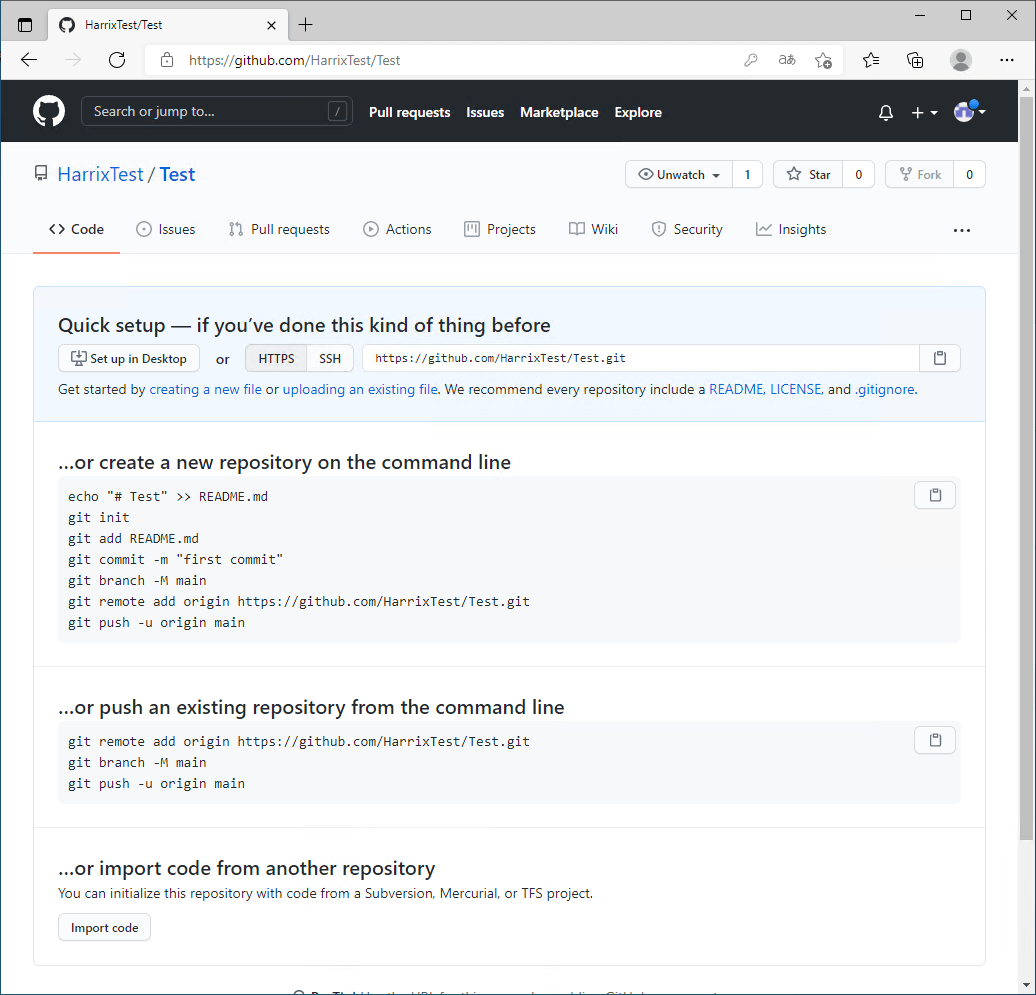 HarrixTest/Test
https://github.com/HarrixTest/Test
Search or jump to... /
Pull requests Issues Marketplace Explore
HarrixTest / Test
Unwatch 1 Star 0 Fork 0
Code Issues Pull requests Actions Projects Wiki Security Insights
Quick setup — if you’ve done this kind of thing before
Set up in Desktop or HTTPS SSH https://github.com/HarrixTest/Test.git
Get started by creating a new file or uploading an existing file. We recommend every repository include a README, LICENSE, and .gitignore.
…or create a new repository on the command line
echo "# Test" >> README.md
git init
git add README.md
git commit -m "first commit"
git branch -M main
git remote add origin https://github.com/HarrixTest/Test.git
git push -u origin main
…or push an existing repository from the command line
git remote add origin https://github.com/HarrixTest/Test.git
git branch -M main
git push -u origin main
…or import code from another repository
You can initialize this repository with code from a Subversion, Mercurial, or TFS project.
Import code